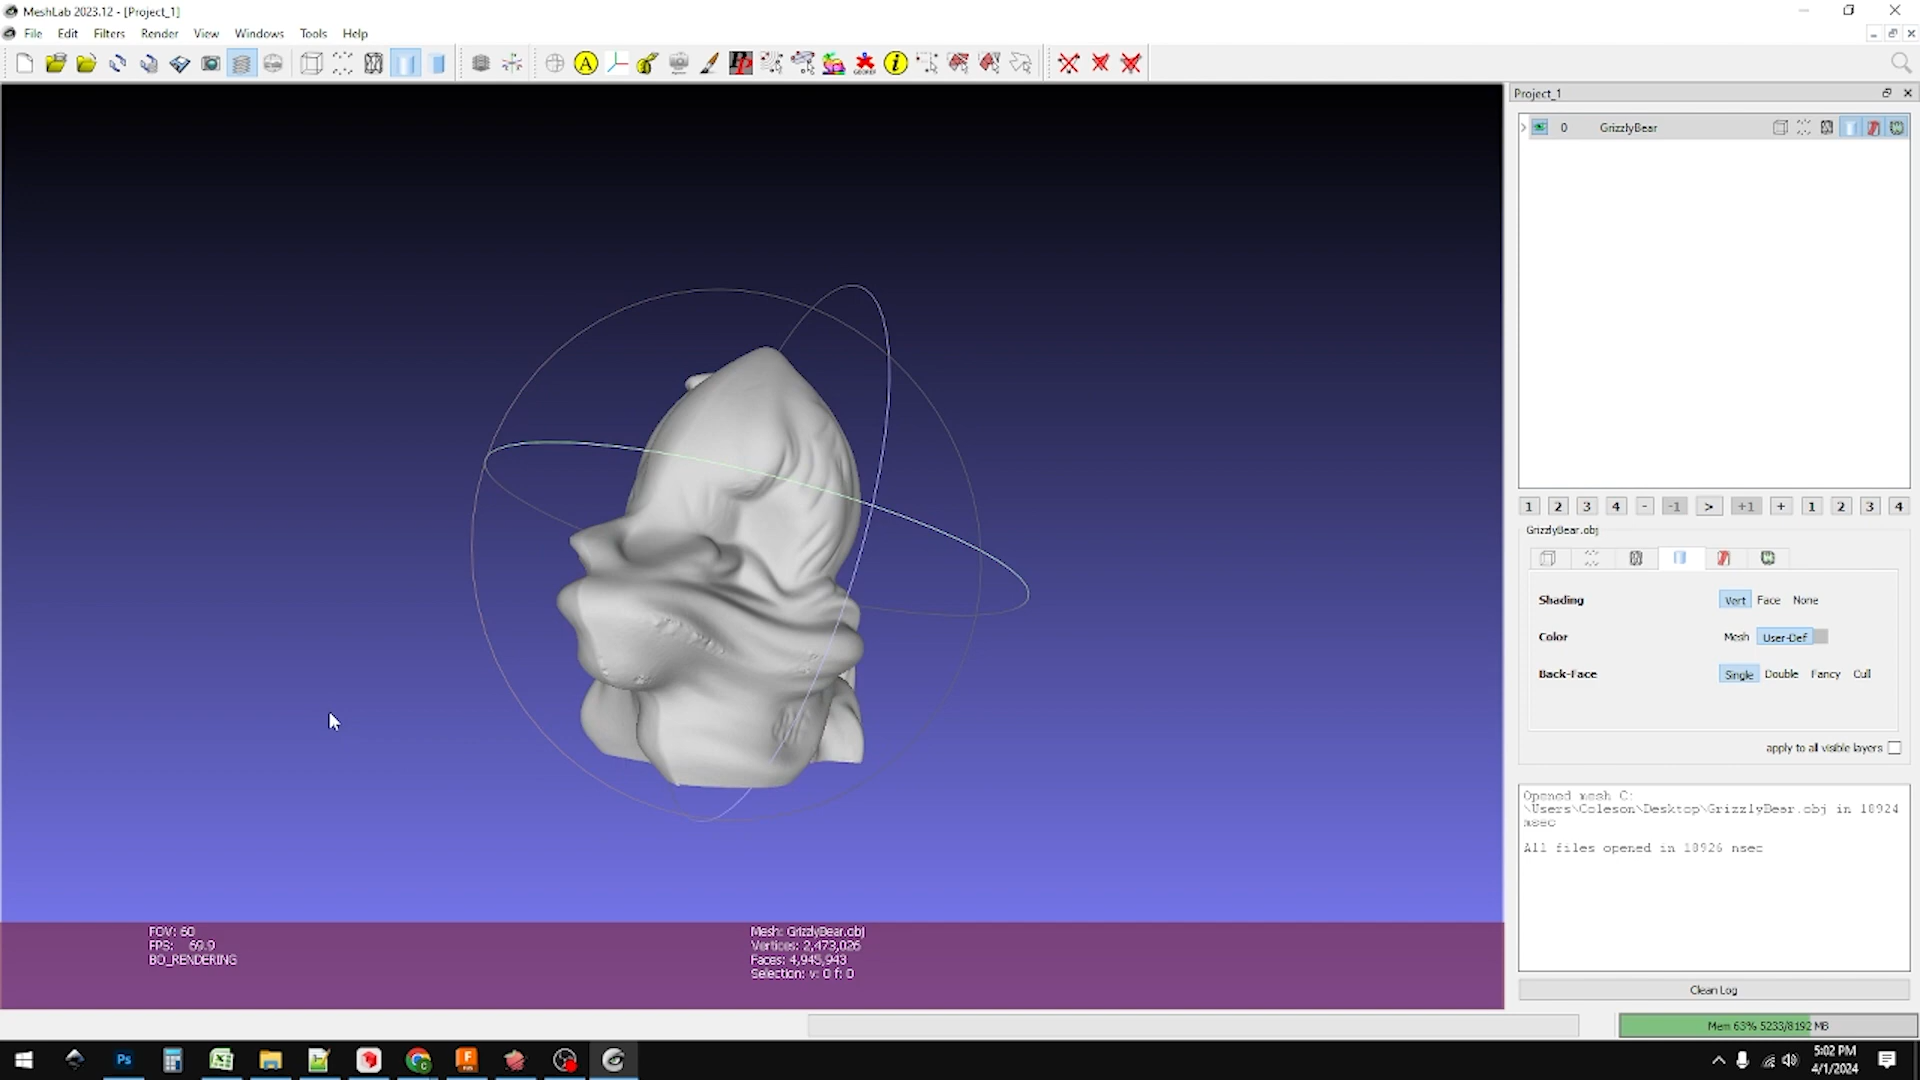 MeshLab 2023.12 - [Project_1]
File Edit Filters Render View Windows Tools Help
Project_1
0 GrizzlyBear
1 2 3 4 - -1 > +1 + 1 2 3 4
GrizzlyBear.obj
Shading Vert Face None
Color Mesh User-Def
Back-Face Single Double Fancy Cull
apply to all visible layers
Opened mesh C:
\Users\Coleson\Desktop\GrizzlyBear.obj in 18924
msec
All files opened in 18926 msec
Clean Log
FOV: 60
FPS: 69.9
BO_RENDERING
Mesh: GrizzlyBear.obj
Vertices: 2,473,026
Faces: 4,945,943
Selection: v: 0 f: 0
Mem 63% 5233/8192 MB
5:02 PM
4/1/2024